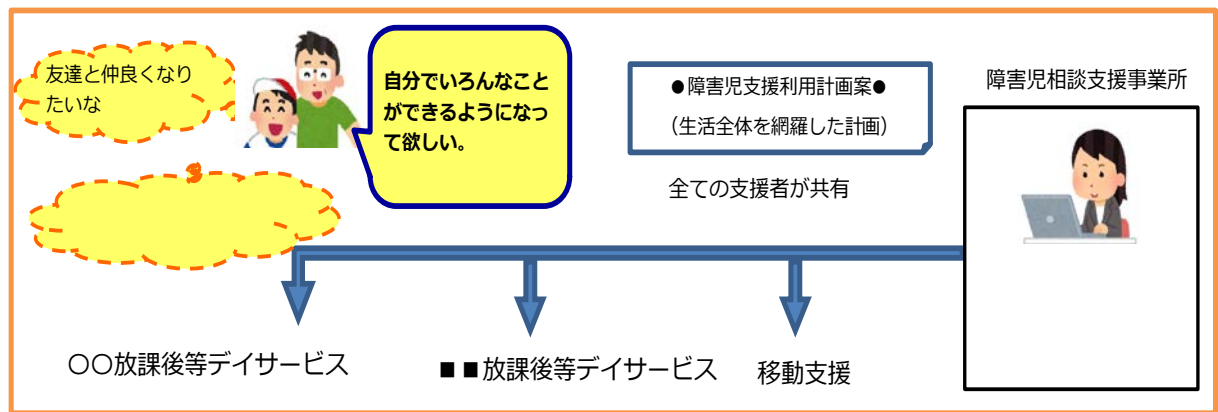 友達と仲良くなり
たいな
自分でいろんなこと
ができるようになっ
て欲しい。
●障害児支援利用計画案●
（生活全体を網羅した計画）
全ての支援者が共有
障害児相談支援事業所
〇〇放課後等デイサービス
■■放課後等デイサービス
移動支援